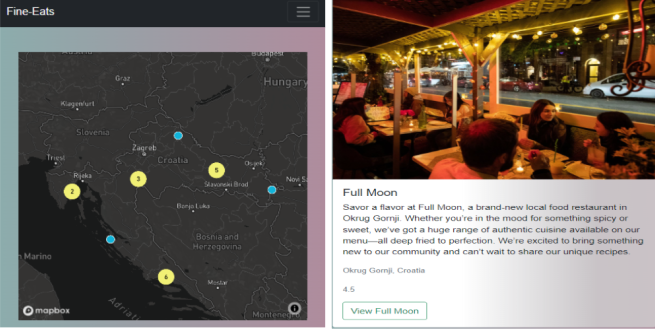 Fine-Eats
Budapest
Graz
Hungary
Klagenfurt
Slovenia
Zagreb
Trieste
Croatia
Rijeka
Osijek
5
3
2
Slavonski Brad
Novi Sa
Banja Luka
Bosnia and
Herzegovina
n Marino
6
Mostar
Adriati
Montenegro
mapbox
Full Moon
Savor a flavor at Full Moon, a brand-new local food restaurant in
Okrug Gornji. Whether you're in the mood for something spicy or
sweet, we've got a huge range of authentic cuisine available on our
menu—all deep fried to perfection. We're excited to bring something
new to our community and can't wait to share our unique recipes.
Okrug Gornji, Croatia
4.5
View Full Moon